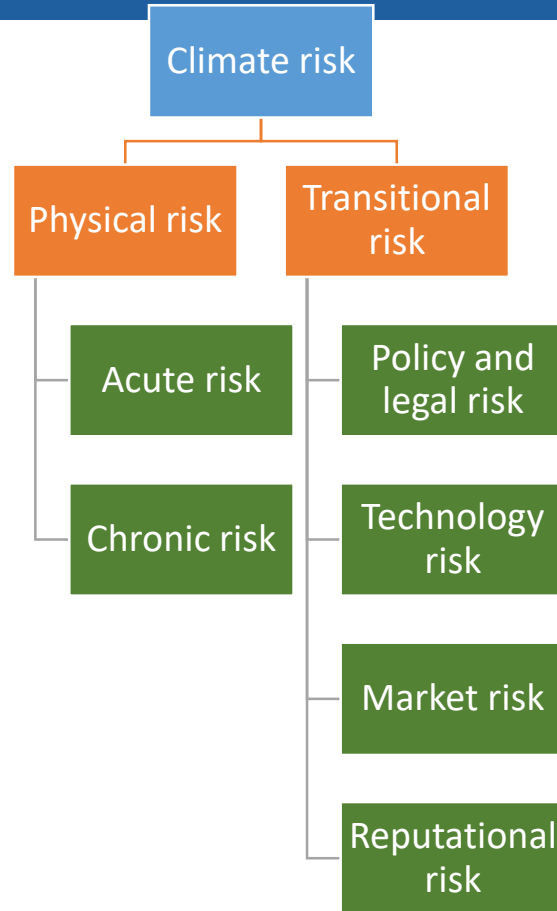 Climate risk
Physical risk
Transitional
risk
Acute risk
Chronic risk
Policy and
legal risk
Technology
risk
Market risk
Reputational
risk